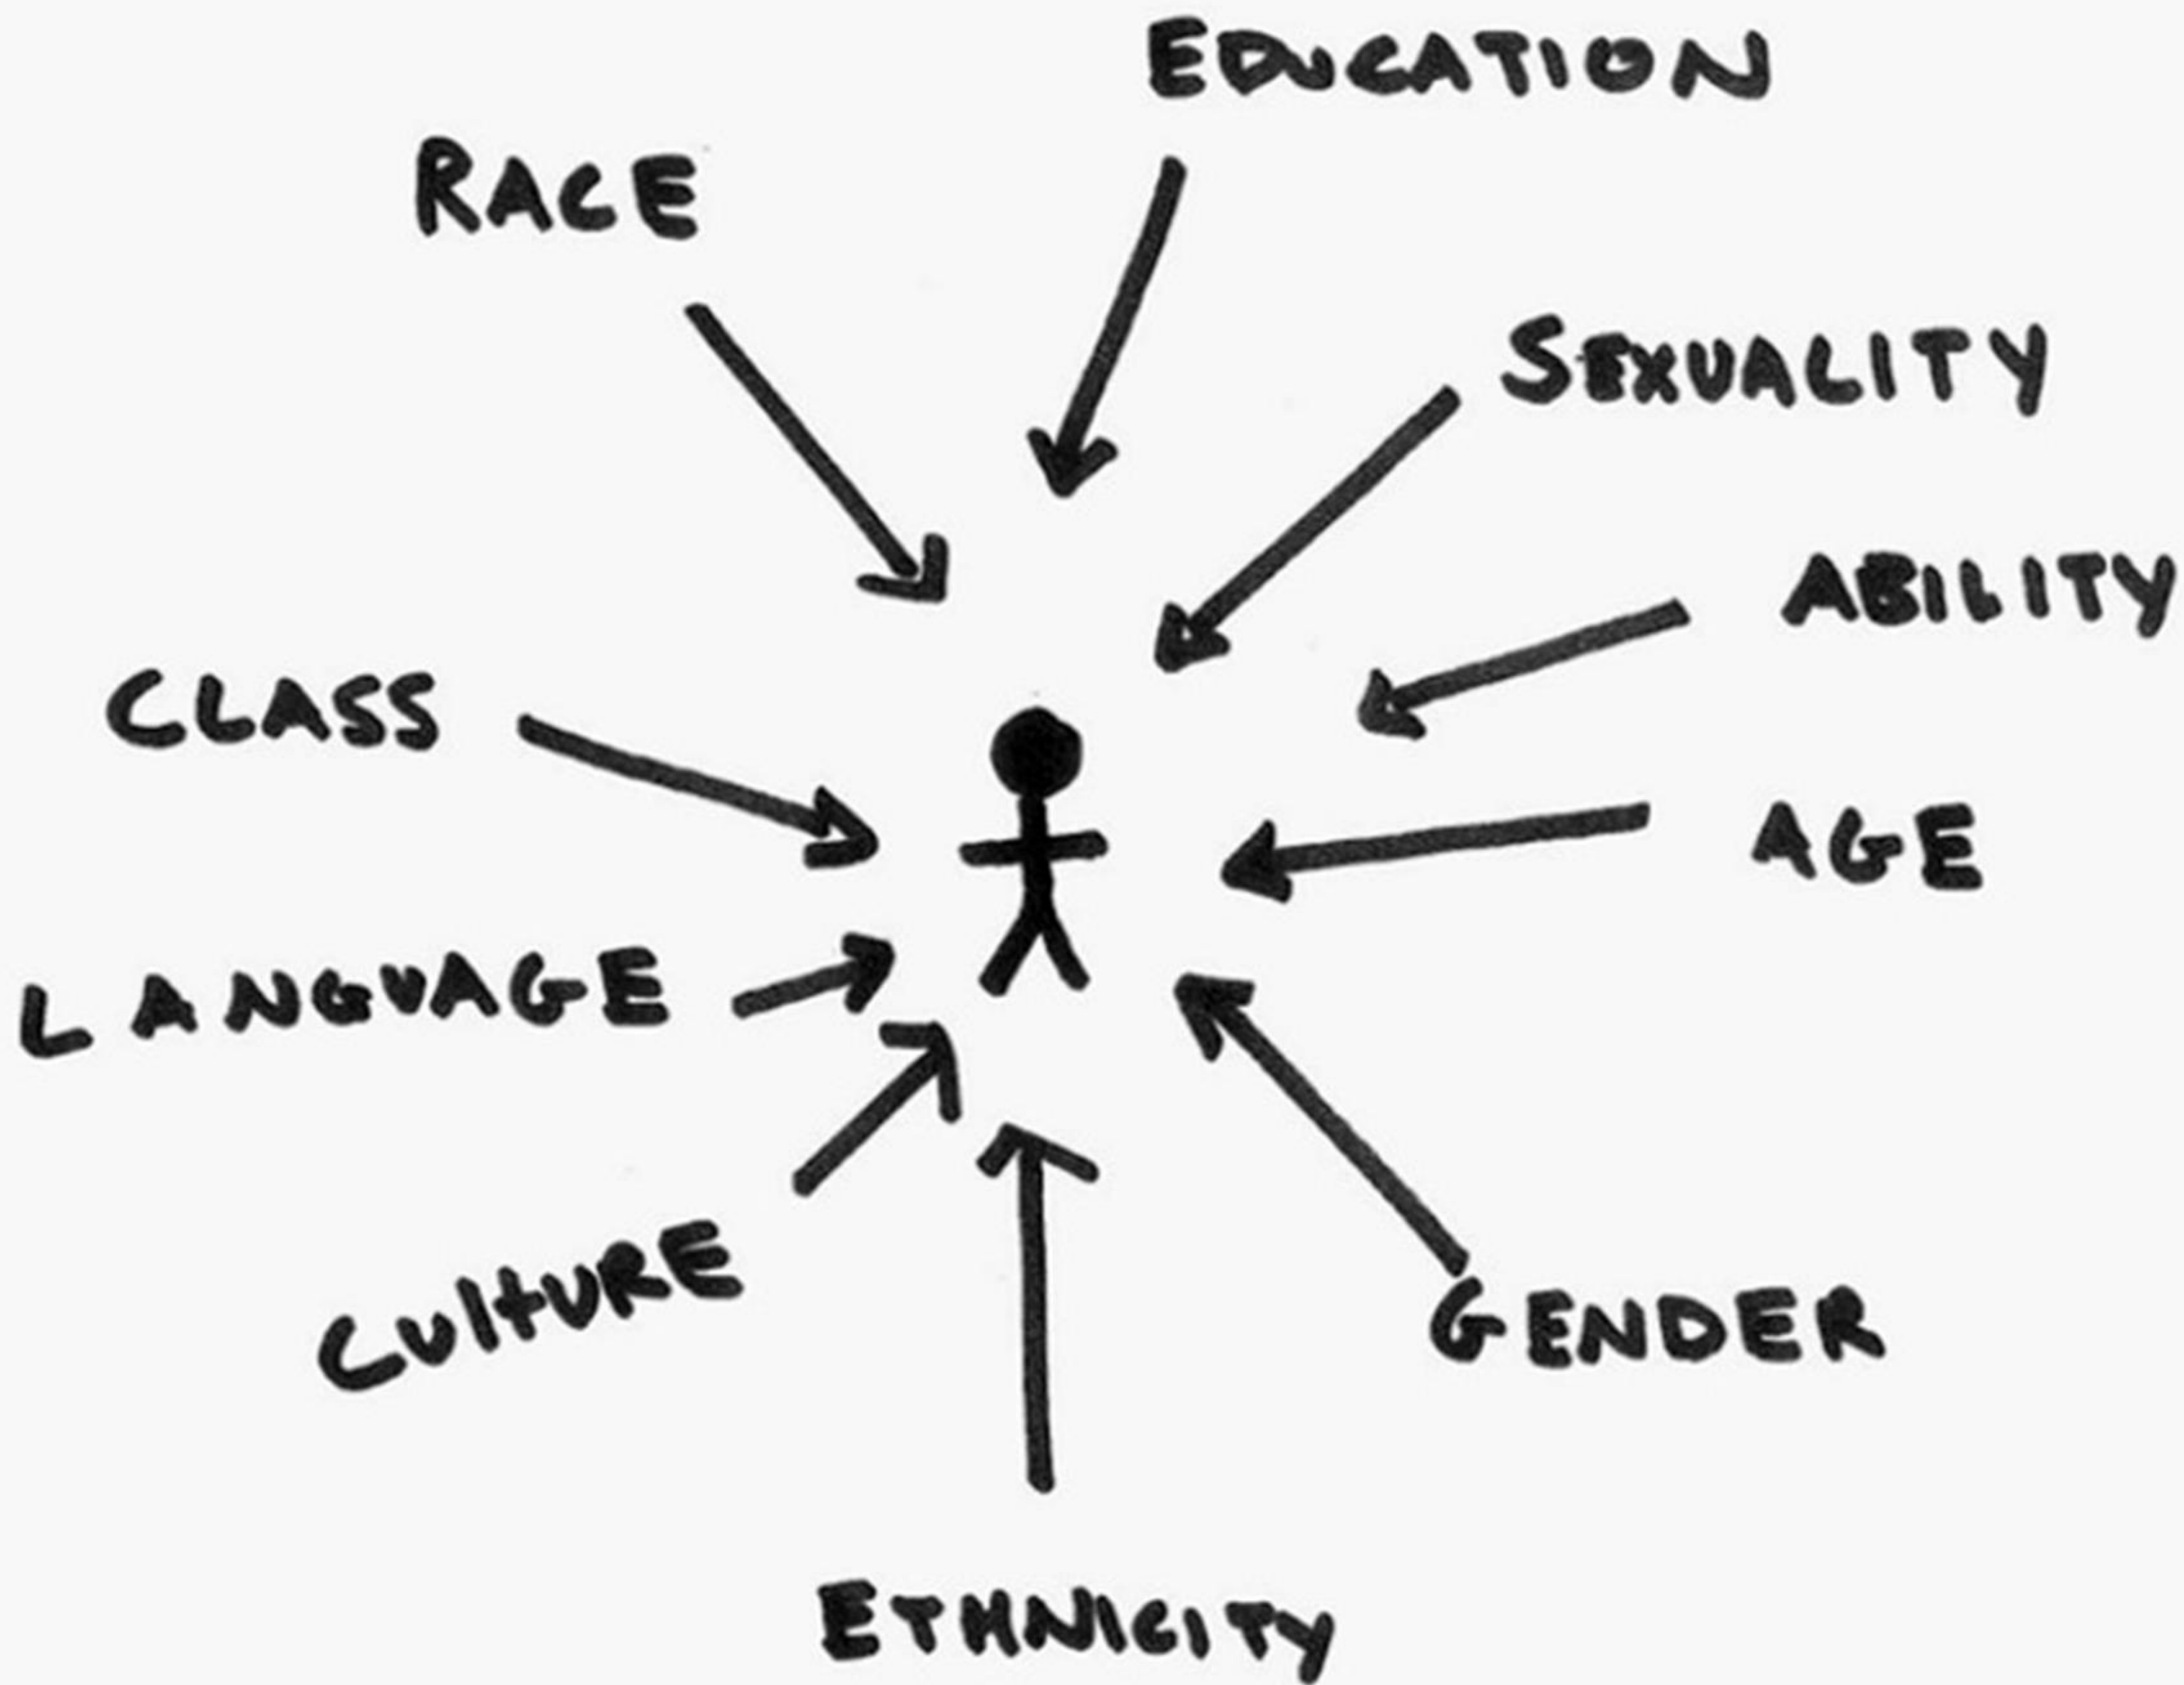 EDUCATION
RACE
SEXUALITY
ABILITY
CLASS
AGE
LANGUAGE
CUltURE
GENDER
ETHNICITY